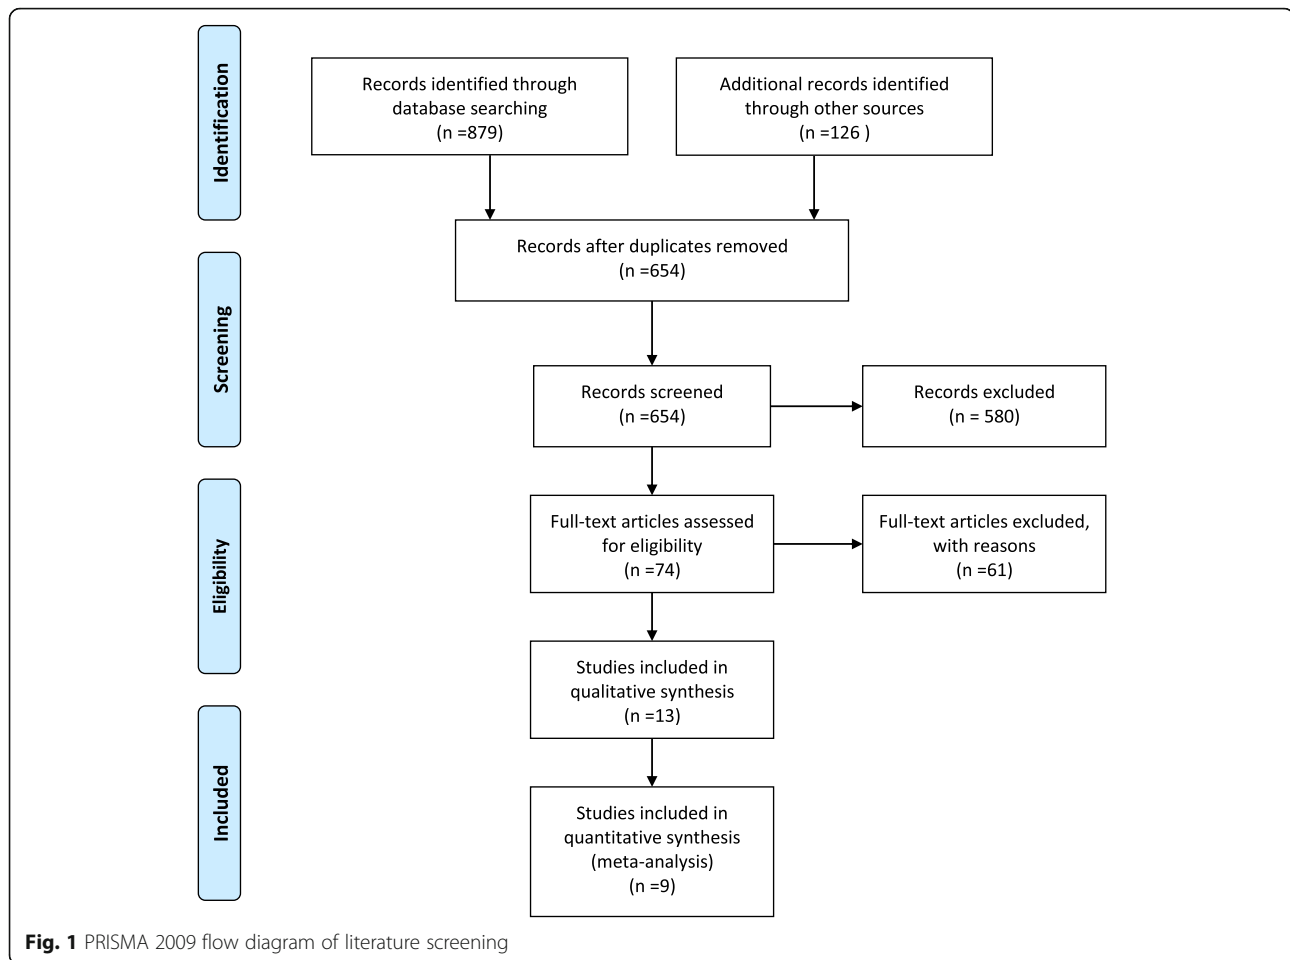 Identification
Records identified through
database searching
(n =879)
Additional records identified
through other sources
(n =126 )
Records after duplicates removed
(n =654)
Screening
Records screened
(n =654)
Records excluded
(n = 580)
Eligibility
Full-text articles assessed
for eligibility
(n =74)
Full-text articles excluded,
with reasons
(n =61)
Studies included in
qualitative synthesis
(n =13)
Included
Studies included in
quantitative synthesis
(meta-analysis)
(n =9)
Fig. 1 PRISMA 2009 flow diagram of literature screening